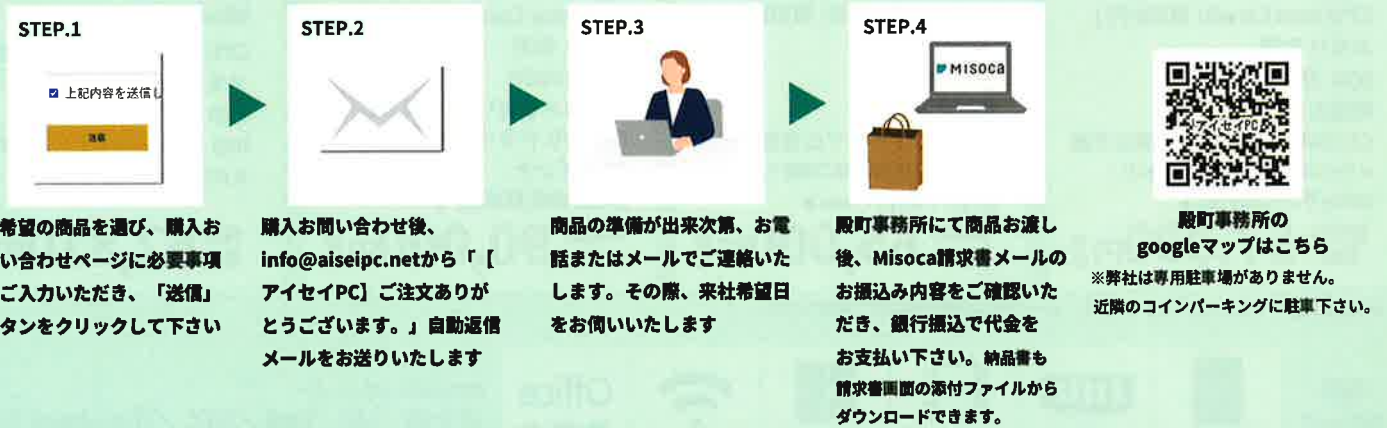 STEP.1
上記内容を送信し
送信
希望の商品を選び、購入お
い合わせページに必要事項
ご入力いただき、「送信」
タンをクリックして下さい
STEP.2
購入お問い合わせ後、
info@aiseipc.netから「【
アイセイPC】ご注文ありが
とうございます。」自動返信
メールをお送りいたします
STEP.3
商品の準備が出来次第、お電
話またはメールでご連絡いた
します。その際、来社希望日
をお伺いいたします
STEP.4
MISOCA
殿町事務所にて商品お渡し
後、Misoca請求書メールの
お振込み内容をご確認いた
だき、銀行振込で代金を
お支払い下さい。納品書も
請求書画面の添付ファイルから
ダウンロードできます。
アイセイPC
殿町事務所の
googleマップはこちら
※弊社は専用駐車場がありません。
近隣のコインパーキングに駐車下さい。